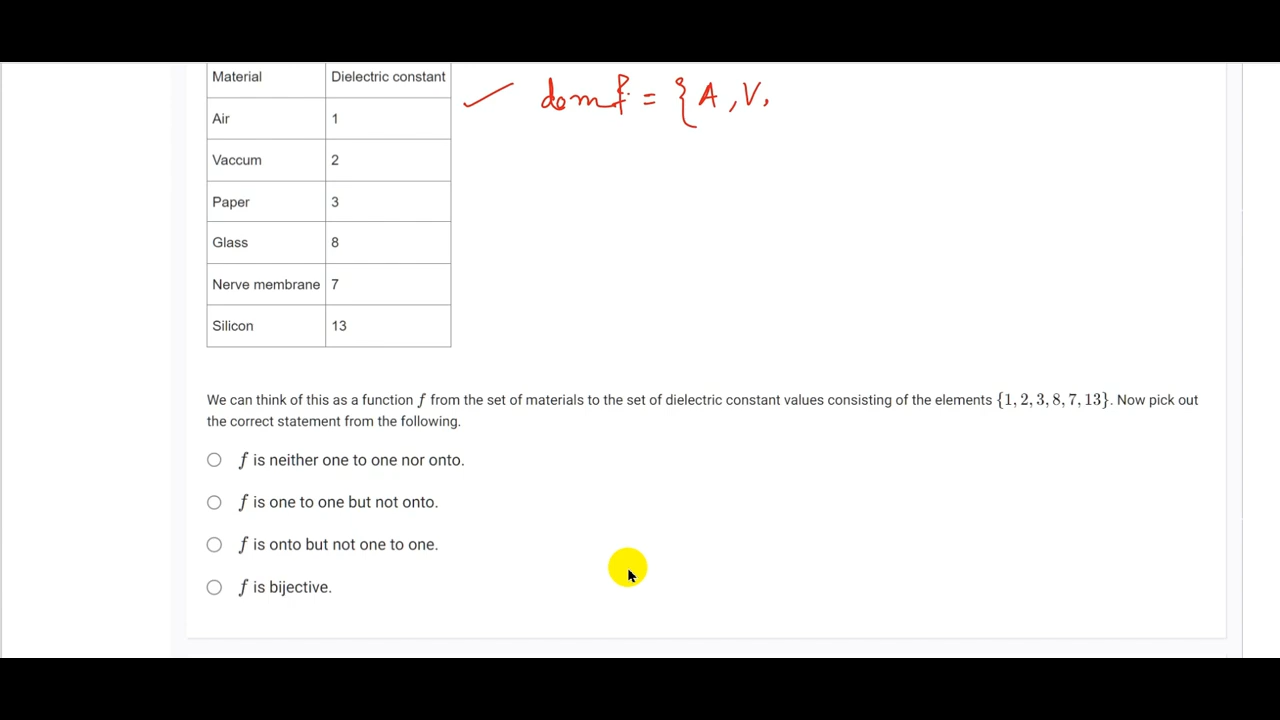 Material Dielectric constant
dom f = { A , V,
Air 1
Vaccum 2
Paper 3
Glass 8
Nerve membrane 7
Silicon 13
We can think of this as a function f from the set of materials to the set of dielectric constant values consisting of the elements {1, 2, 3, 8, 7, 13}. Now pick out
the correct statement from the following.
f is neither one to one nor onto.
f is one to one but not onto.
f is onto but not one to one.
f is bijective.